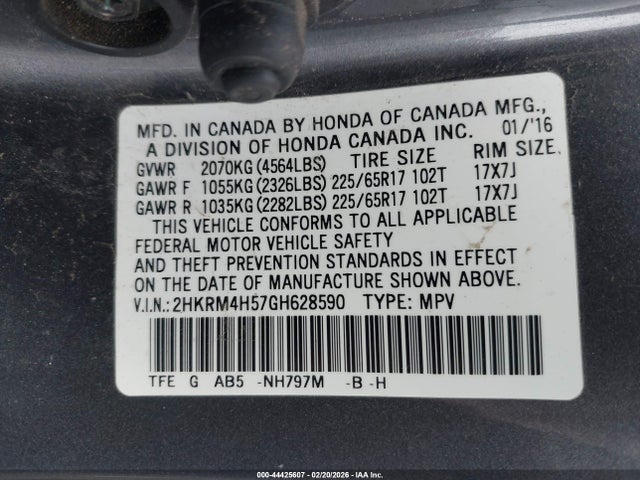 MFD. IN CANADA BY HONDA OF CANADA MFG.,
A DIVISION OF HONDA CANADA INC. 01/'16
GVWR 2070KG(4564LBS) TIRE SIZE RIM SIZE
GAWR F 1055KG(2326LBS) 225/65R17 102T 17X7J
GAWR R 1035KG(2282LBS) 225/65R17 102T 17X7J
THIS VEHICLE CONFORMS TO ALL APPLICABLE
FEDERAL MOTOR VEHICLE SAFETY
AND THEFT PREVENTION STANDARDS IN EFFECT
ON THE DATE OF MANUFACTURE SHOWN ABOVE.
V.I.N.:2HKRM4H57GH628590 TYPE: MPV
TFE G AB5 -NH797M -B -H
000-44425607 - 02/20/2026 - IAAI.com